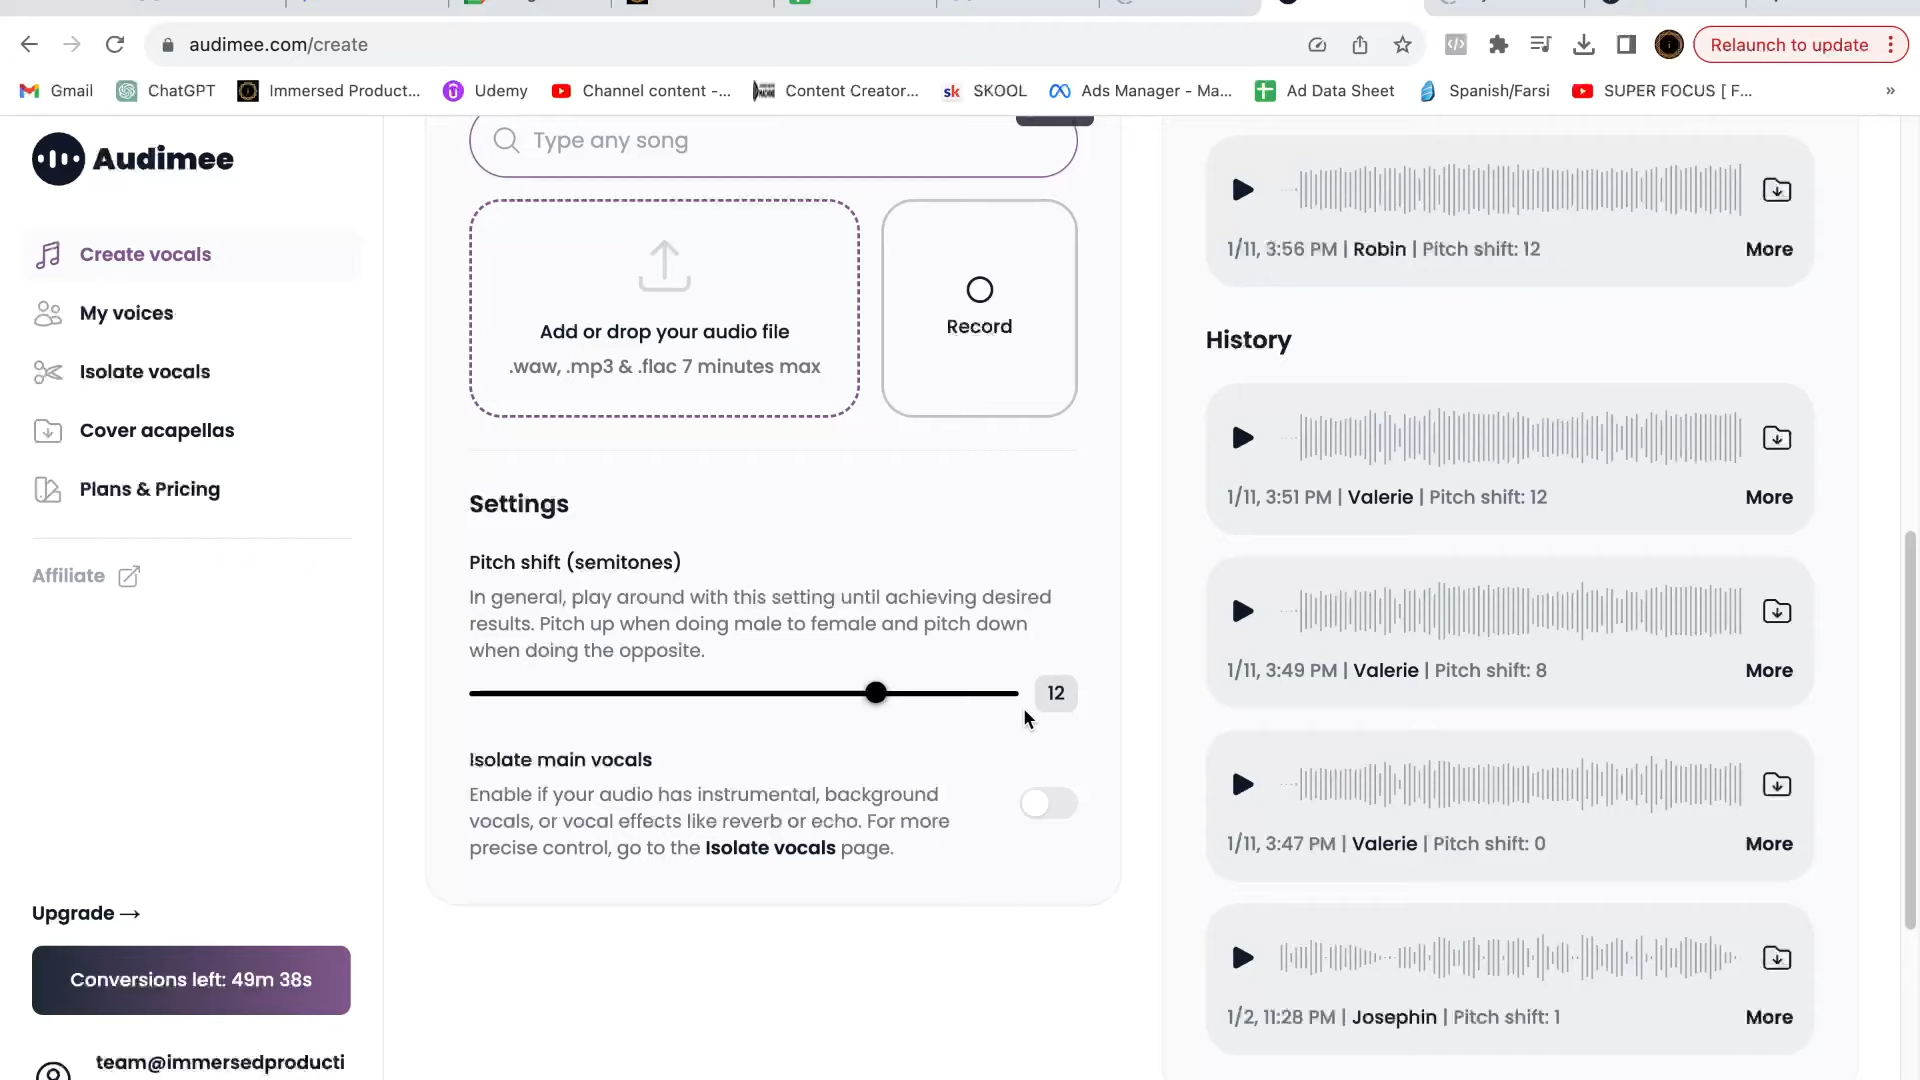 audimee.com/create
Relaunch to update
Gmail
ChatGPT
Immersed Product...
Udemy
Channel content -...
Content Creator...
sk SKOOL
Ads Manager - Ma...
Ad Data Sheet
Spanish/Farsi
SUPER FOCUS [ F...
»
Audimee
Create vocals
My voices
Isolate vocals
Cover acapellas
Plans & Pricing
Affiliate
Upgrade →
Conversions left: 49m 38s
team@immersedproducti
Type any song
Add or drop your audio file
.waw, .mp3 & .flac 7 minutes max
Record
Settings
Pitch shift (semitones)
In general, play around with this setting until achieving desired
results. Pitch up when doing male to female and pitch down
when doing the opposite.
12
Isolate main vocals
Enable if your audio has instrumental, background
vocals, or vocal effects like reverb or echo. For more
precise control, go to the Isolate vocals page.
1/11, 3:56 PM | Robin | Pitch shift: 12
More
History
1/11, 3:51 PM | Valerie | Pitch shift: 12
More
1/11, 3:49 PM | Valerie | Pitch shift: 8
More
1/11, 3:47 PM | Valerie | Pitch shift: 0
More
1/2, 11:28 PM | Josephin | Pitch shift: 1
More